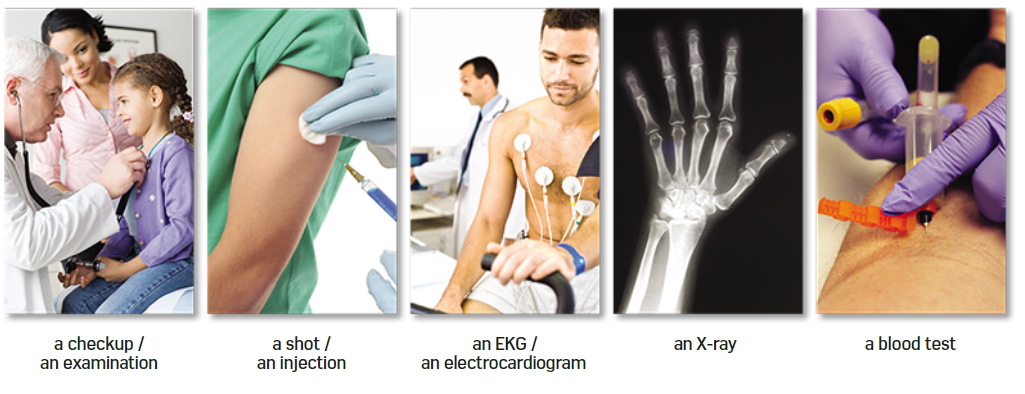 a checkup /
an examination
a shot /
an injection
an EKG /
an electrocardiogram
an X-ray
a blood test